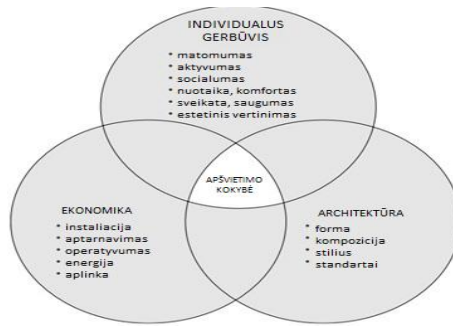 INDIVIDUALUS
GERBŪVIS
* matomumas
* aktyvumas
* socialumas
* nuotaika, komfortas
* sveikata, saugumas
* estetinis vertinimas
APŠVIETIMO
KOKYBĖ
EKONOMIKA
* instaliacija
* aptarnavimas
* operatyvumas
* energija
* aplinka
ARCHITEKTŪRA
* forma
* kompozicija
* stilius
* standartai